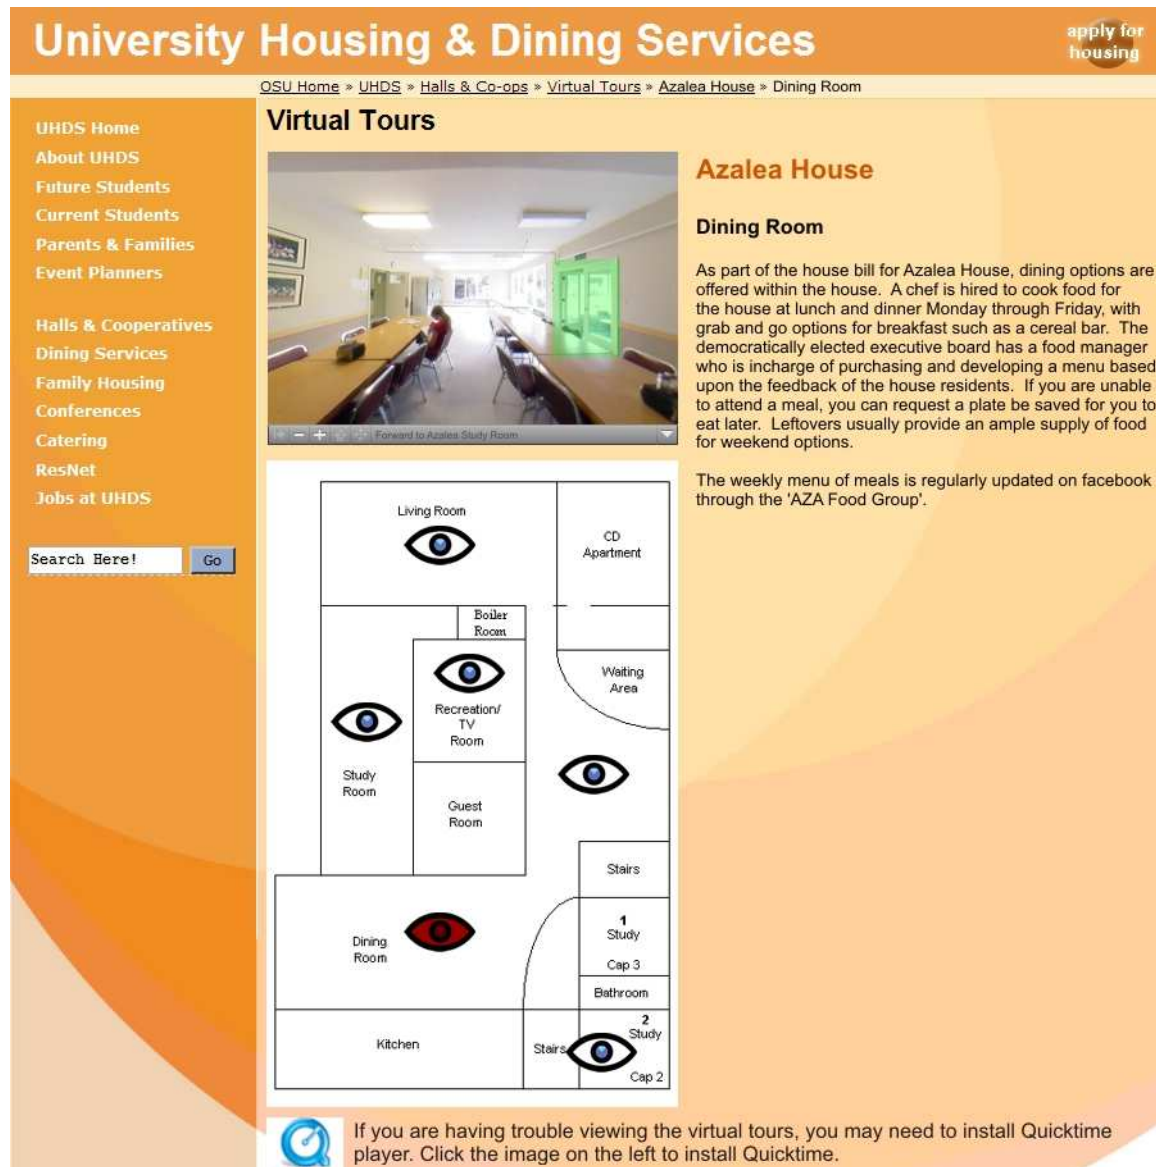 University Housing & Dining Services
apply for
housing
OSU Home » UHDS » Halls & Co-ops » Virtual Tours » Azalea House » Dining Room
UHDS Home
About UHDS
Future Students
Current Students
Parents & Families
Event Planners
Halls & Cooperatives
Dining Services
Family Housing
Conferences
Catering
ResNet
Jobs at UHDS
Search Here!
Go
Virtual Tours
Forward to Azalea Study Room
Azalea House
Dining Room
As part of the house bill for Azalea House, dining options are
offered within the house. A chef is hired to cook food for
the house at lunch and dinner Monday through Friday, with
grab and go options for breakfast such as a cereal bar. The
democratically elected executive board has a food manager
who is incharge of purchasing and developing a menu based
upon the feedback of the house residents. If you are unable
to attend a meal, you can request a plate be saved for you to
eat later. Leftovers usually provide an ample supply of food
for weekend options.
The weekly menu of meals is regularly updated on facebook
through the 'AZA Food Group'.
Living Room
CD
Apartment
Boiler
Room
Waiting
Area
Recreation/
TV
Room
Study
Room
Guest
Room
Stairs
1
Study
Cap 3
Dining
Room
Bathroom
Kitchen
Stairs
2
Study
Cap 2
If you are having trouble viewing the virtual tours, you may need to install Quicktime
player. Click the image on the left to install Quicktime.